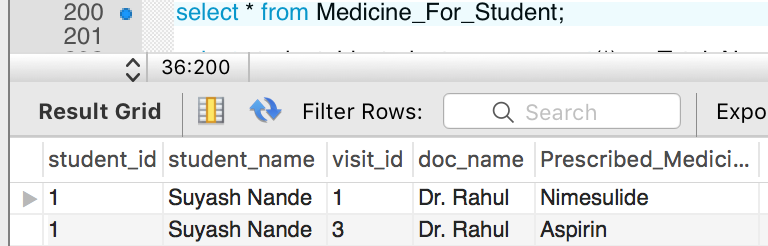 200 select * from Medicine_For_Student;
201
36:200
Result Grid Filter Rows: Search Expo
student_id student_name visit_id doc_name Prescribed_Medici...
1 Suyash Nande 1 Dr. Rahul Nimesulide
1 Suyash Nande 3 Dr. Rahul Aspirin